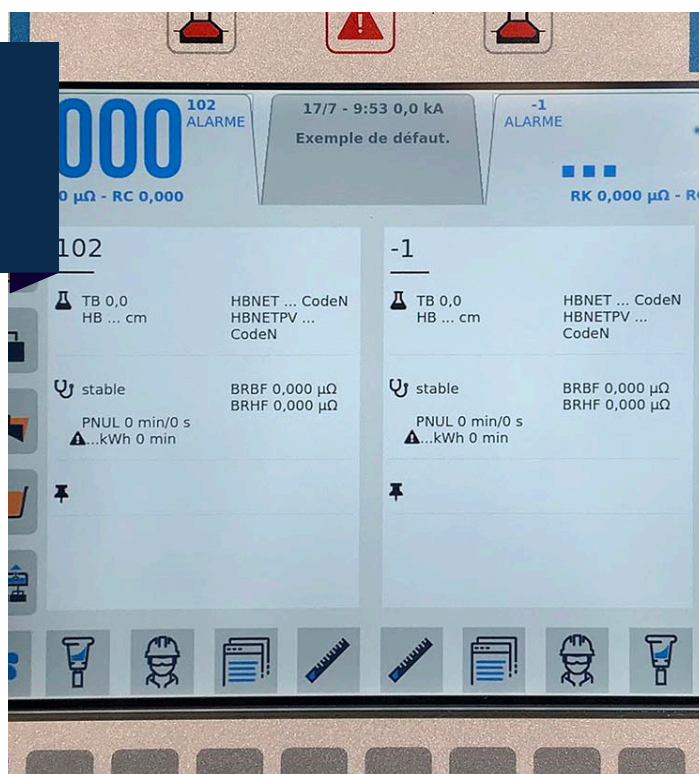 000
102
ALARME
0 µΩ - RC 0,000
17/7 - 9:53 0,0 kA
Exemple de défaut.
-1
ALARME
...
RK 0,000 µΩ -
102
TB 0,0
HB ... cm
HBNET ... CodeN
HBNETPV ...
CodeN
stable
BRBF 0,000 µΩ
BRHF 0,000 µΩ
PNUL 0 min/0 s
...kWh 0 min
-1
TB 0,0
HB ... cm
HBNET ... CodeN
HBNETPV ...
CodeN
stable
BRBF 0,000 µΩ
BRHF 0,000 µΩ
PNUL 0 min/0 s
...kWh 0 min